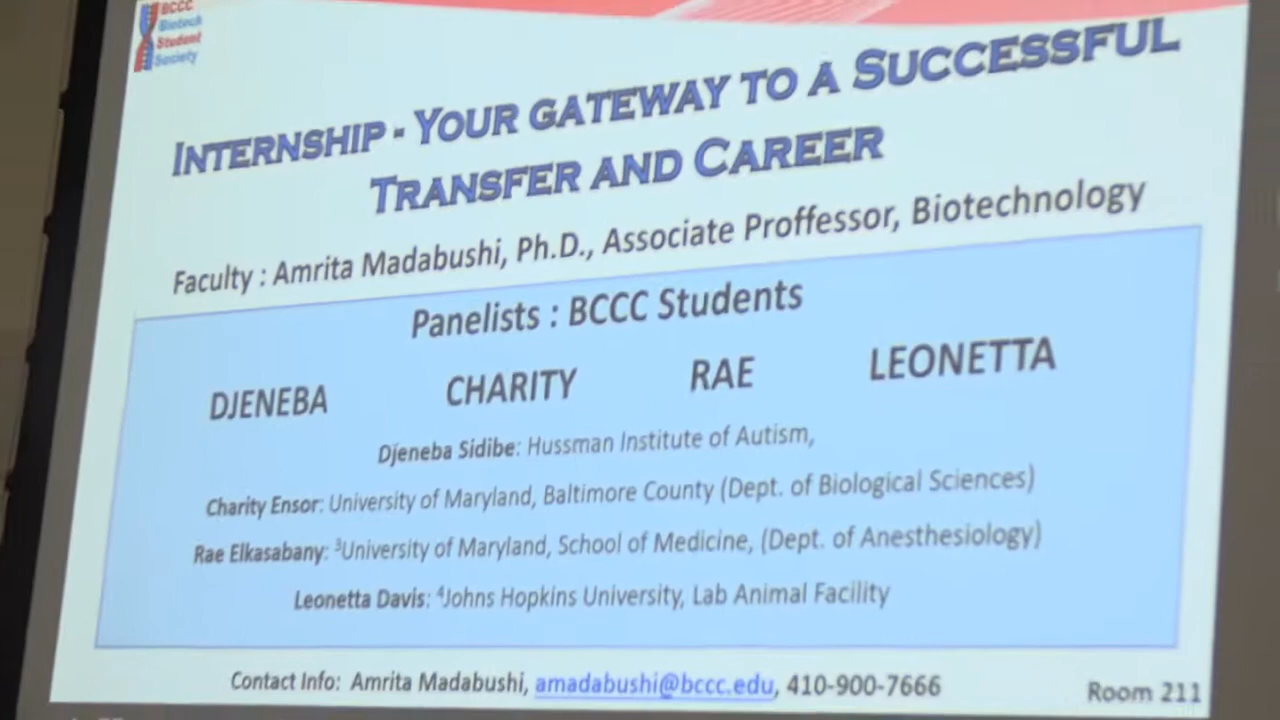 BCCC
Biotech
Student
Society
INTERNSHIP - YOUR GATEWAY TO A SUCCESSFUL
TRANSFER AND CAREER
Faculty : Amrita Madabushi, Ph.D., Associate Proffessor, Biotechnology
Panelists : BCCC Students
DJENEBA CHARITY RAE LEONETTA
Djeneba Sidibe: Hussman Institute of Autism,
Charity Ensor: University of Maryland, Baltimore County (Dept. of Biological Sciences)
Rae Elkasabany: ³University of Maryland, School of Medicine, (Dept. of Anesthesiology)
Leonetta Davis: ⁴Johns Hopkins University, Lab Animal Facility
Contact Info: Amrita Madabushi, amadabushi@bccc.edu, 410-900-7666
Room 211